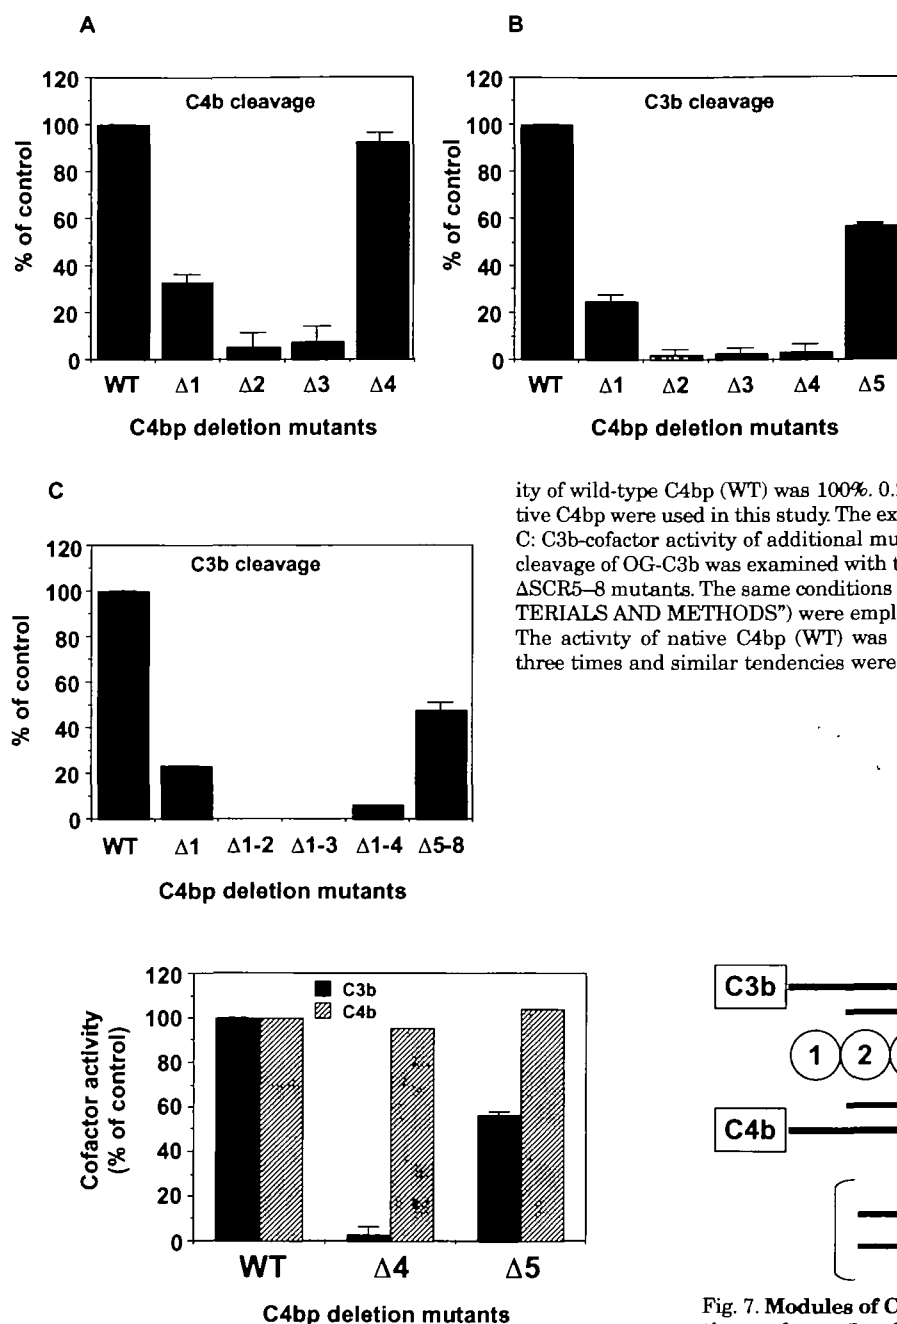 A
120
100
80
60
40
20
0
% of control
C4b cleavage
WT Δ1 Δ2 Δ3 Δ4
C4bp deletion mutants
B
120
100
80
60
40
20
0
% of control
C3b cleavage
WT Δ1 Δ2 Δ3 Δ4 Δ5
C4bp deletion mutants
C
120
100
80
60
40
20
0
% of control
C3b cleavage
WT Δ1 Δ1-2 Δ1-3 Δ1-4 Δ5-8
C4bp deletion mutants
ity of wild-type C4bp (WT) was 100%. 0.
tive C4bp were used in this study. The ex
C: C3b-cofactor activity of additional mu
cleavage of OG-C3b was examined with t
ΔSCR5–8 mutants. The same conditions
TERIALS AND METHODS”) were empl
The activity of native C4bp (WT) was
three times and similar tendencies were
120
100
80
60
40
20
0
Cofactor activity
(% of control)
C3b
C4b
WT Δ4 Δ5
C4bp deletion mutants
C3b
1 2
C4b
Fig. 7. Modules of C